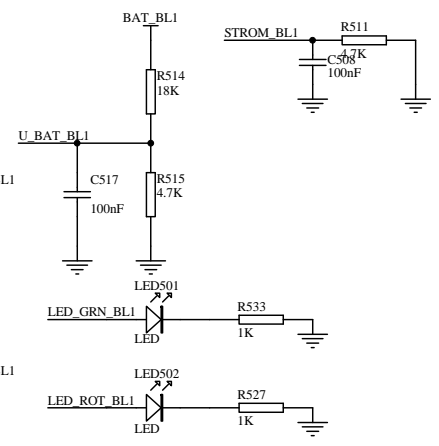 BAT_BL1
STROM_BL1
R511
4.7K
C508
100nF
R514
18K
U_BAT_BL1
L1
C517
100nF
R515
4.7K
LED501
LED_GRN_BL1
LED
R533
1K
L1
LED502
LED_ROT_BL1
LED
R527
1K